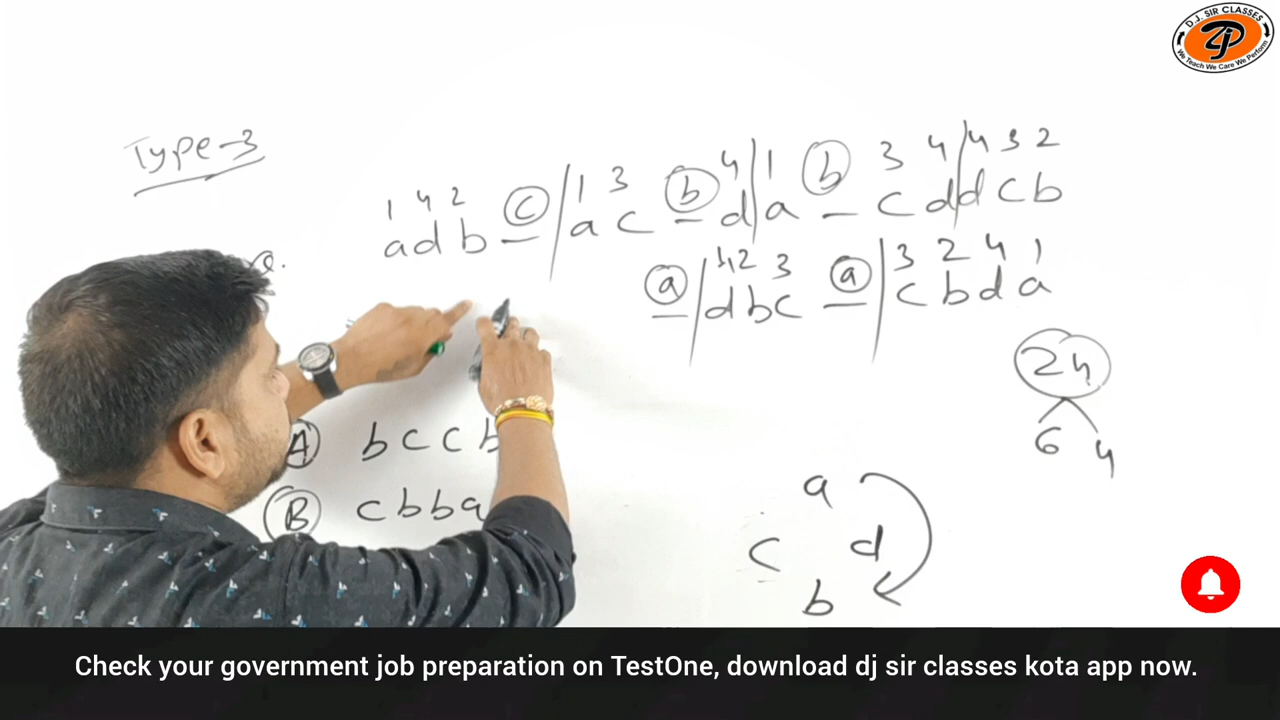 D.J. SIR CLASSES
We Teach We Care We Perform
Type-3
1 4 2 1 3 4 1 3 4 4 3 2
a d b _ c / a c _ b d / a _ b c d / d c b
4 2 3 3 2 4 1
_ a / d b c _ a / c b d a
24
6 4
A b c c b
B c b b a
a
c d
b
Check your government job preparation on TestOne, download dj sir classes kota app now.